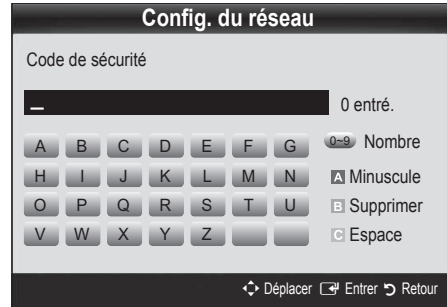 Config. du réseau
Code de sécurité
_ 0 entré.
A B C D E F G 0~9 Nombre
H I J K L M N A Minuscule
O P Q R S T U B Supprimer
V W X Y Z C Espace
Déplacer Entrer Retour